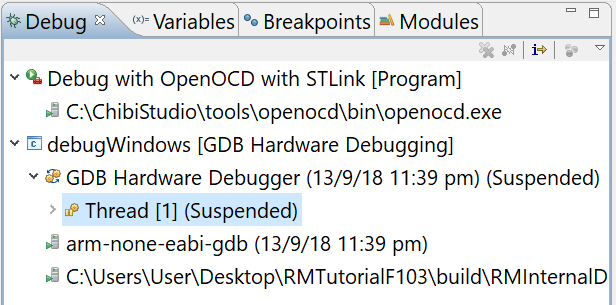 Debug (x)= Variables Breakpoints Modules
Debug with OpenOCD with STLink [Program]
C:\ChibiStudio\tools\openocd\bin\openocd.exe
debugWindows [GDB Hardware Debugging]
GDB Hardware Debugger (13/9/18 11:39 pm) (Suspended)
Thread [1] (Suspended)
arm-none-eabi-gdb (13/9/18 11:39 pm)
C:\Users\User\Desktop\RMTutorialF103\build\RMInternalD